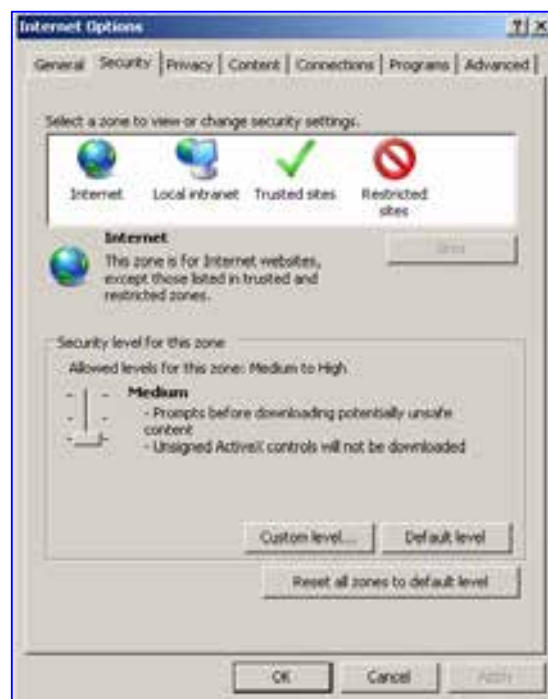 Internet Options
General Security Privacy Content Connections Programs Advanced
Select a zone to view or change security settings.
Internet Local intranet Trusted sites Restricted sites
Internet
Sites
This zone is for Internet websites,
except those listed in trusted and
restricted zones.
Security level for this zone
Allowed levels for this zone: Medium to High
Medium
- Prompts before downloading potentially unsafe
content
- Unsigned ActiveX controls will not be downloaded
Custom level... Default level
Reset all zones to default level
OK Cancel Apply